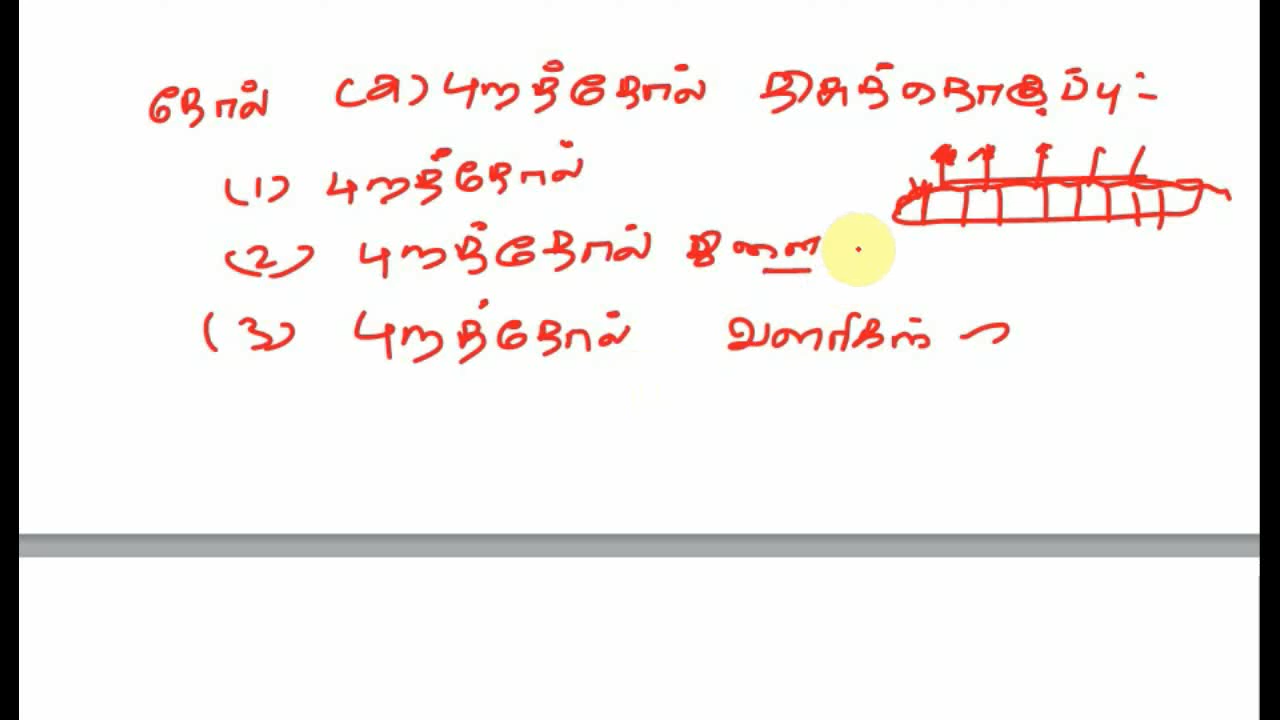 தோல் (அ) புறத்தோல் திசுத்தொகுப்பு :-
(1) புறத்தோல்
(2) புறத்தோல் துளை
(3) புறத்தோல் வளரிகள்